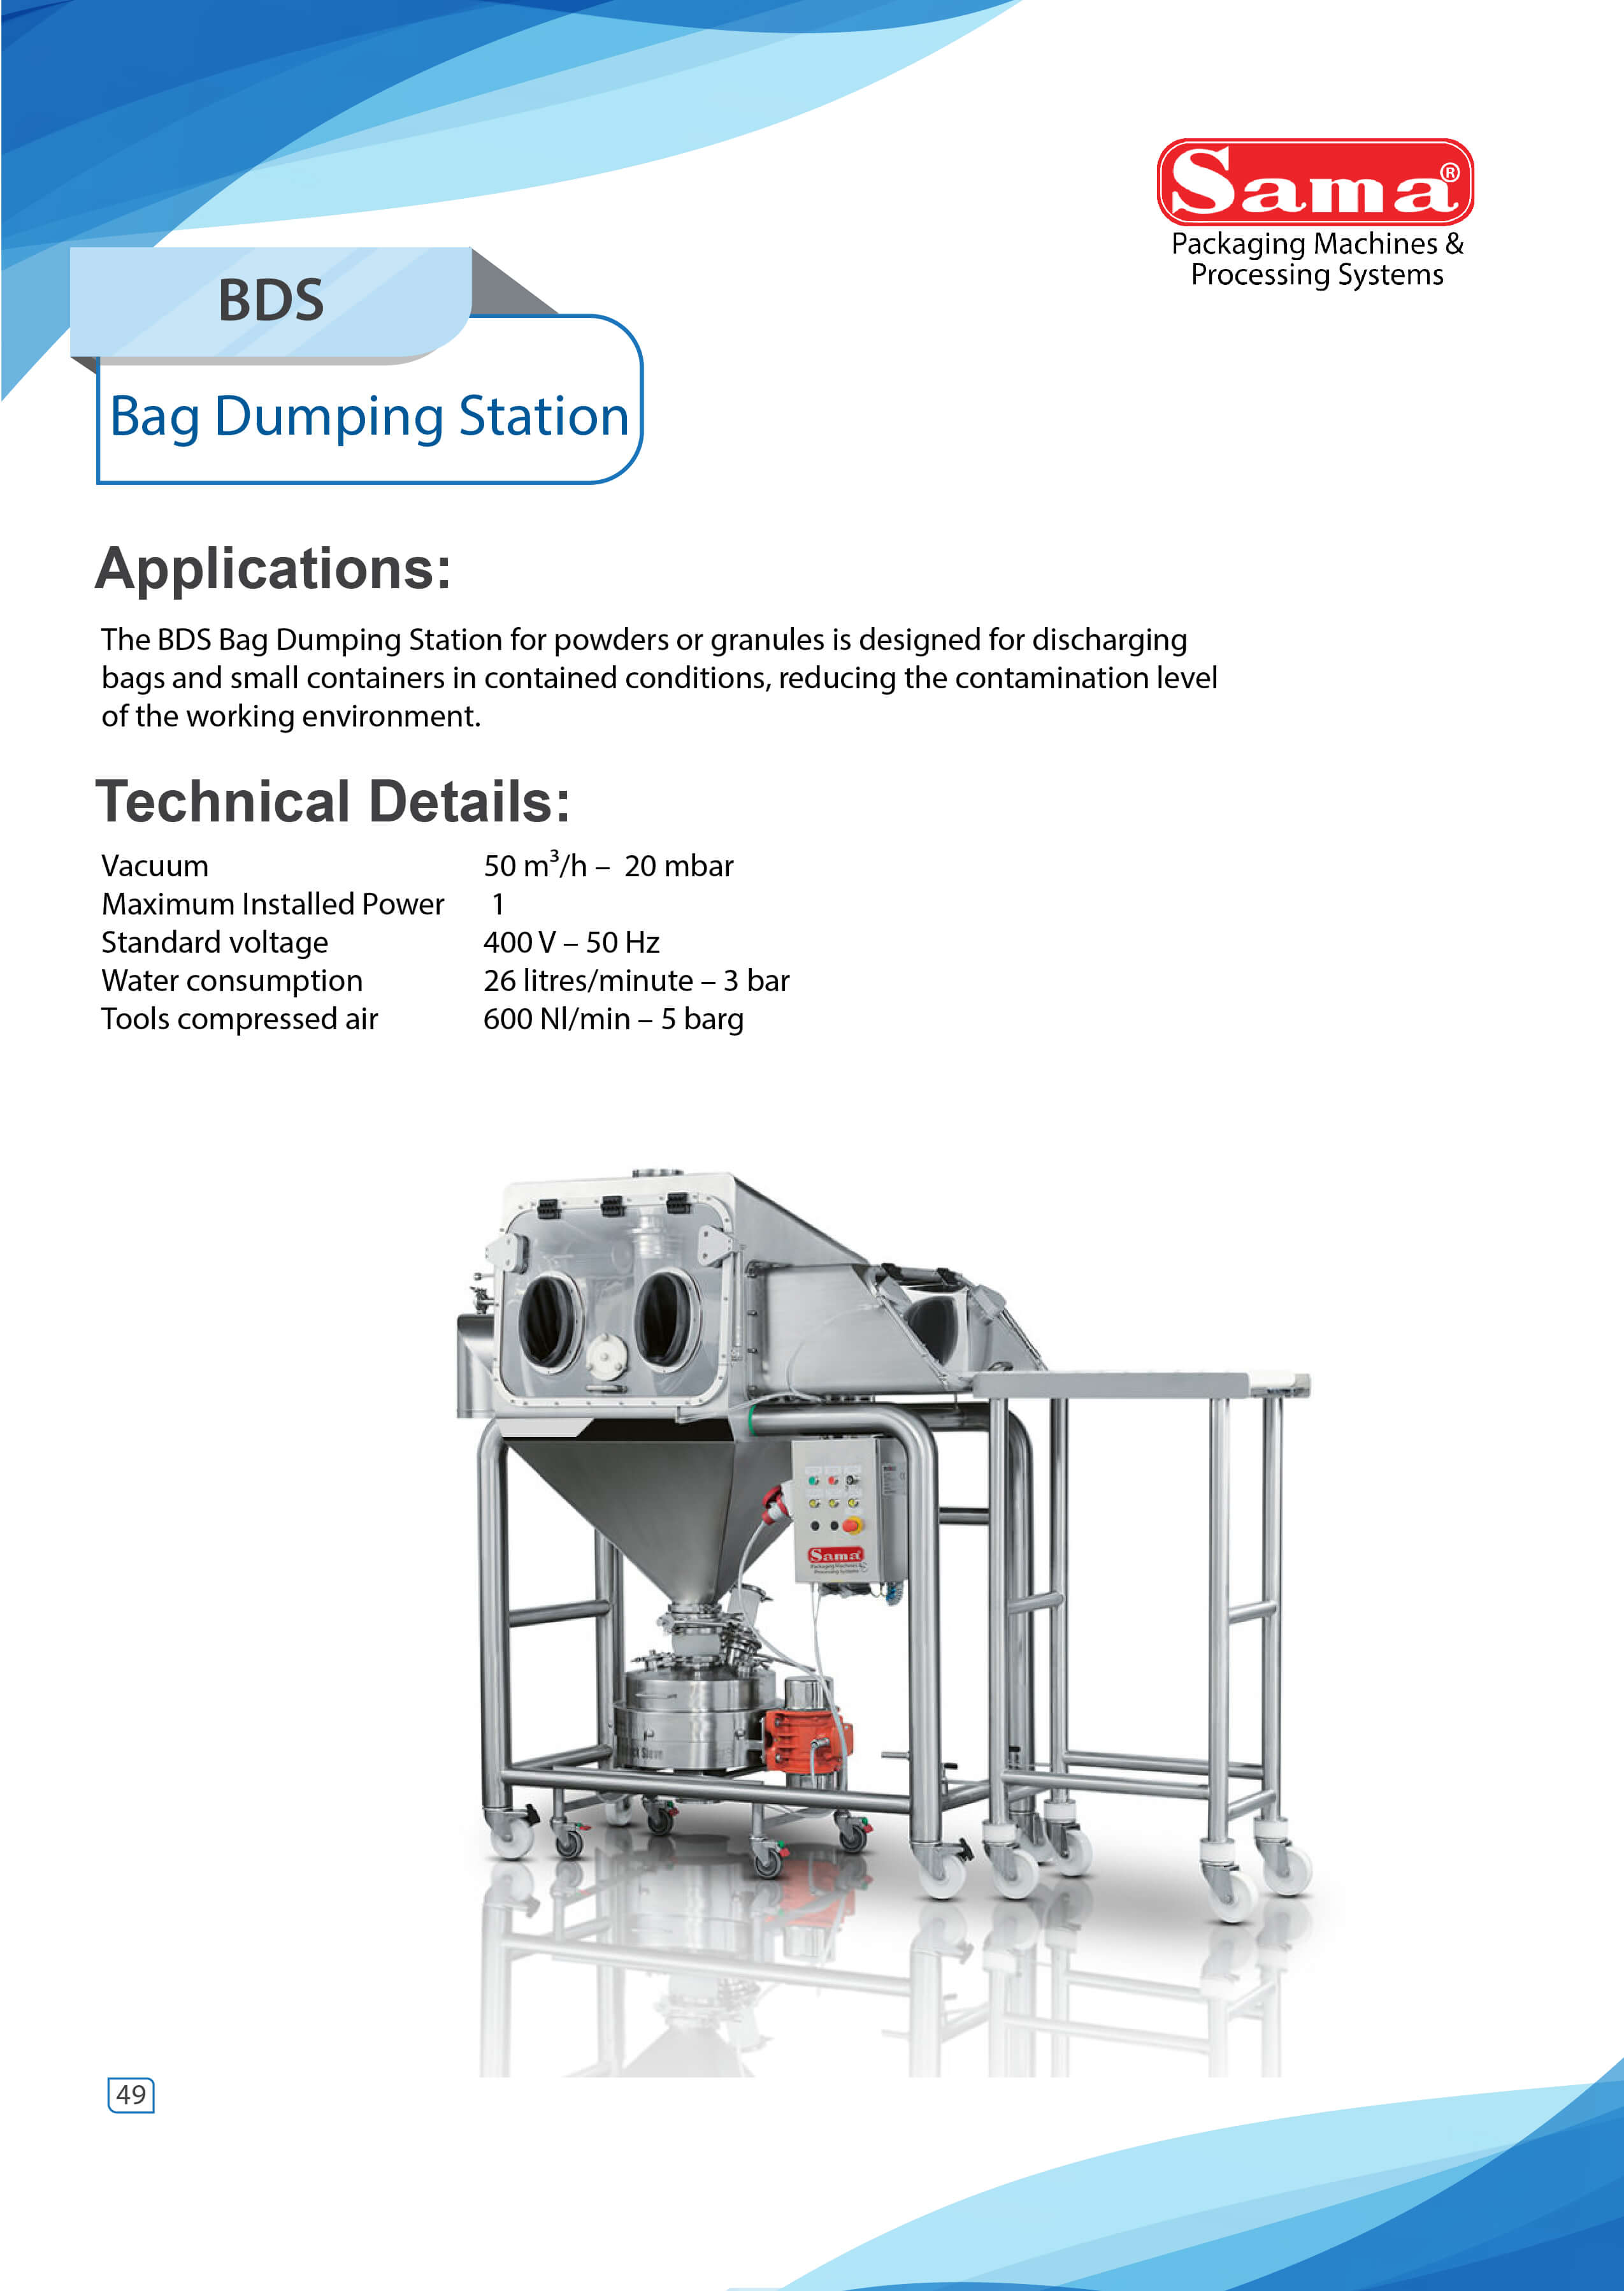 Sama®
Packaging Machines &
Processing Systems
BDS
Bag Dumping Station
Applications:
The BDS Bag Dumping Station for powders or granules is designed for discharging
bags and small containers in contained conditions, reducing the contamination level
of the working environment.
Technical Details:
Vacuum 50 m³/h – 20 mbar
Maximum Installed Power 1
Standard voltage 400 V – 50 Hz
Water consumption 26 litres/minute – 3 bar
Tools compressed air 600 Nl/min – 5 barg
Sama
Packaging Machines &
Processing Systems
Sieve
49